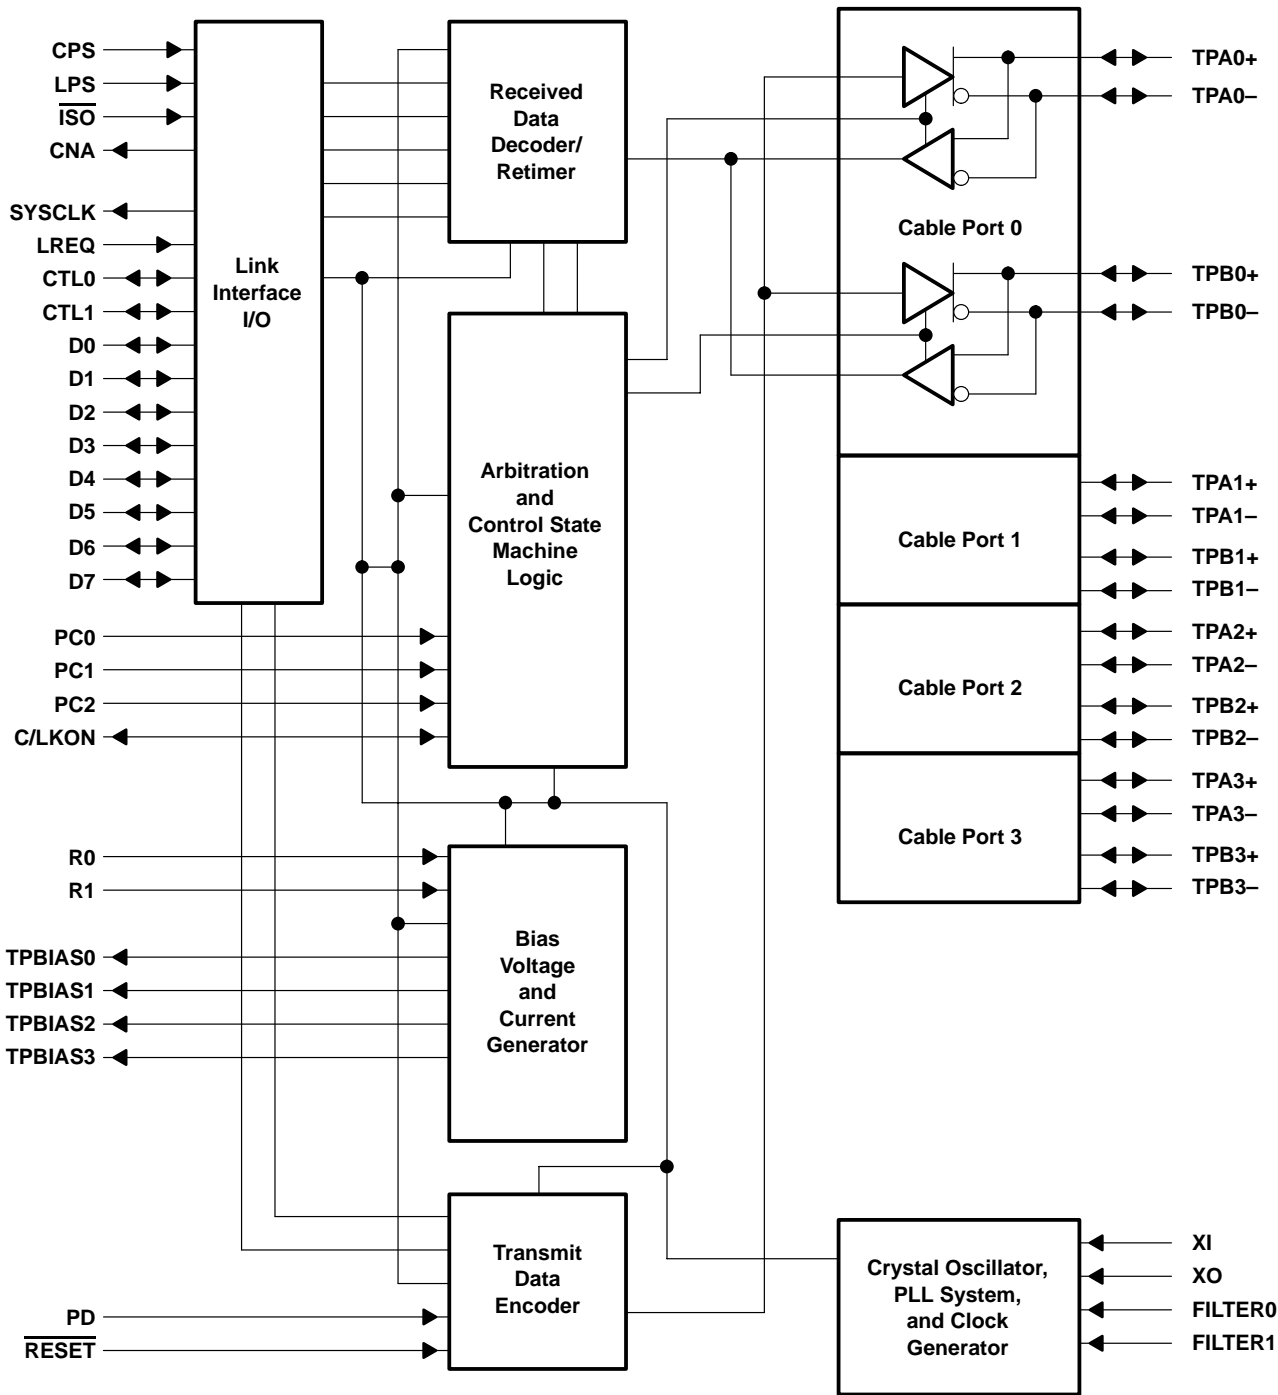 CPS
LPS
ISO
CNA
SYSCLK
LREQ
CTL0
CTL1
D0
D1
D2
D3
D4
D5
D6
D7
PC0
PC1
PC2
C/LKON
R0
R1
TPBIAS0
TPBIAS1
TPBIAS2
TPBIAS3
PD
RESET
Link
Interface
I/O
Received
Data
Decoder/
Retimer
Arbitration
and
Control State
Machine
Logic
Bias
Voltage
and
Current
Generator
Transmit
Data
Encoder
Cable Port 0
Cable Port 1
Cable Port 2
Cable Port 3
Crystal Oscillator,
PLL System,
and Clock
Generator
TPA0+
TPA0–
TPB0+
TPB0–
TPA1+
TPA1–
TPB1+
TPB1–
TPA2+
TPA2–
TPB2+
TPB2–
TPA3+
TPA3–
TPB3+
TPB3–
XI
XO
FILTER0
FILTER1